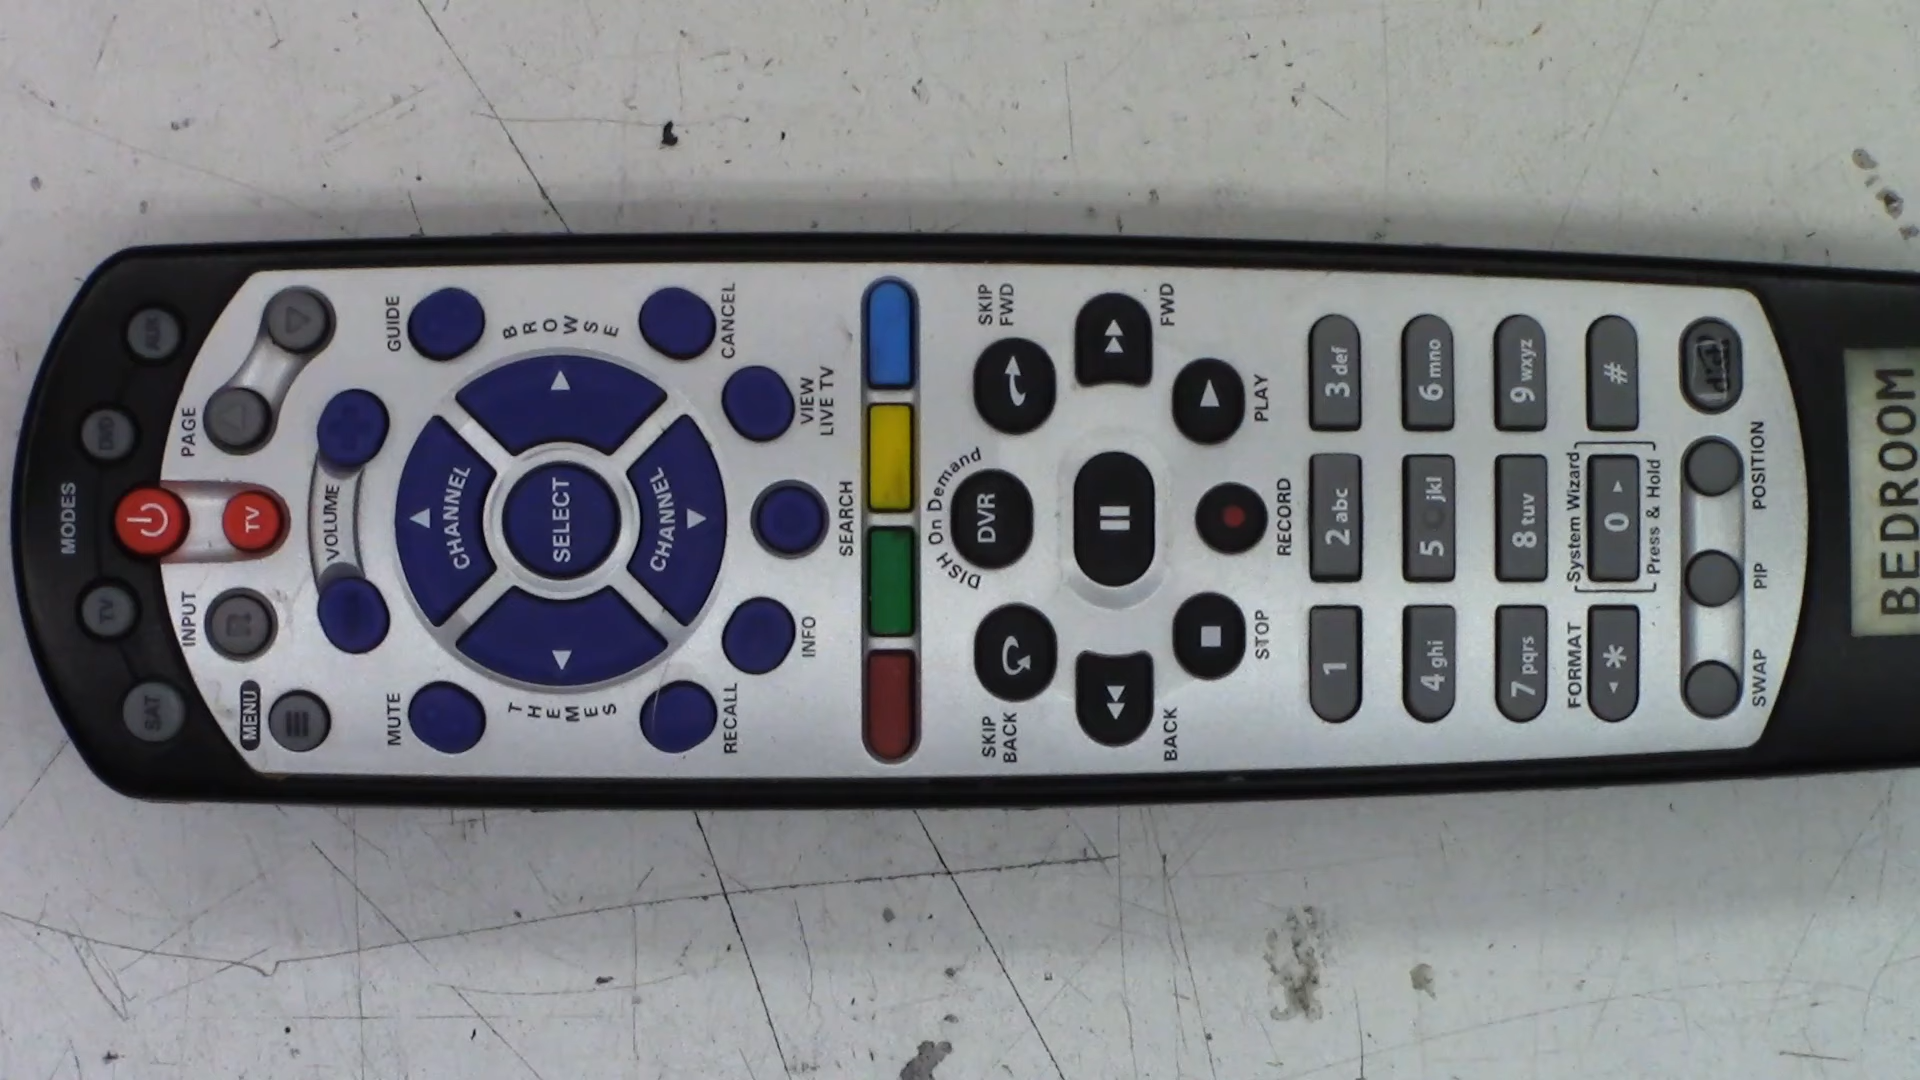 MODES
SAT TV DVD AUX
TV
INPUT
PAGE
MENU
VOLUME
MUTE
GUIDE
CHANNEL
THEMES
SELECT
BROWSE
CHANNEL
RECALL
CANCEL
INFO
VIEW
LIVE TV
SEARCH
DISH On Demand
DVR
SKIP
BACK
SKIP
FWD
BACK
FWD
STOP
PLAY
RECORD
1 2 abc 3 def
4 ghi 5 jkl 6 mno
7 pqrs 8 tuv 9 wxyz
FORMAT
System Wizard
* 0 #
Press & Hold
SWAP PIP POSITION
BEDROOM